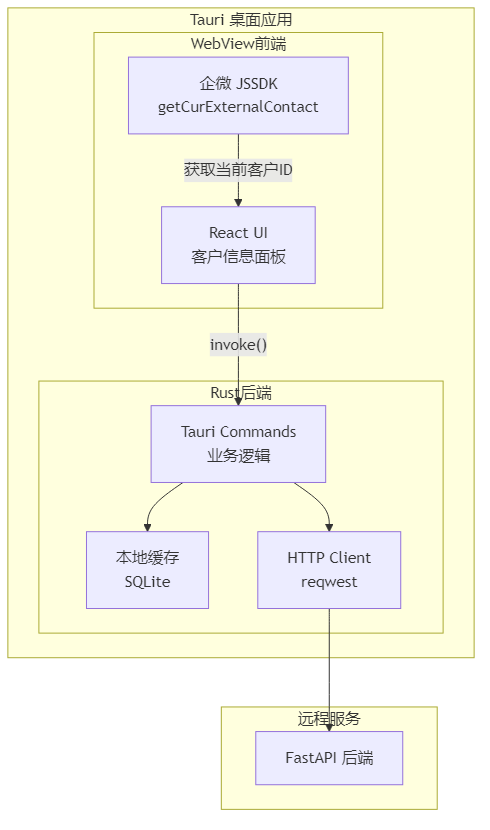 Tauri 桌面应用
WebView前端
企微 JSSDK
getCurExternalContact
获取当前客户ID
React UI
客户信息面板
invoke()
Rust后端
Tauri Commands
业务逻辑
本地缓存
SQLite
HTTP Client
reqwest
远程服务
FastAPI 后端